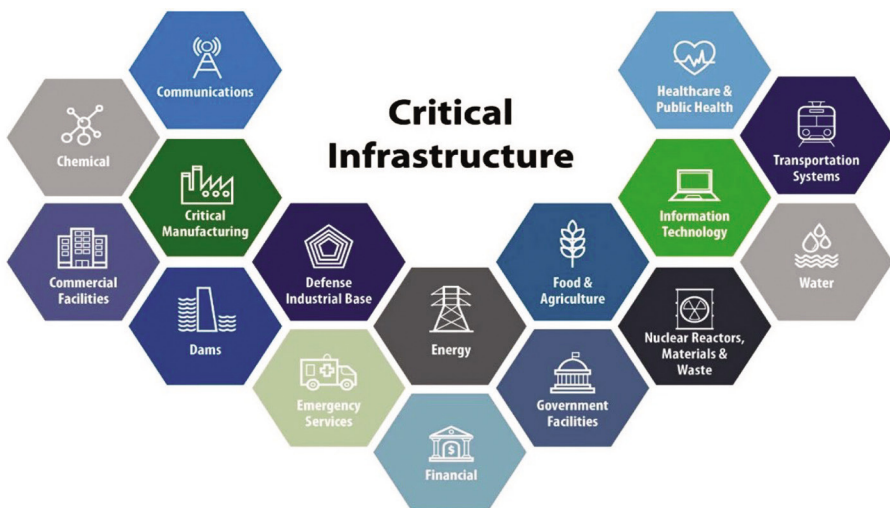 Critical
Infrastructure
Communications
Chemical
Critical
Manufacturing
Commercial
Facilities
Dams
Defense
Industrial Base
Emergency
Services
Energy
Financial
Food &
Agriculture
Government
Facilities
Healthcare &
Public Health
Information
Technology
Nuclear Reactors,
Materials &
Waste
Transportation
Systems
Water
$